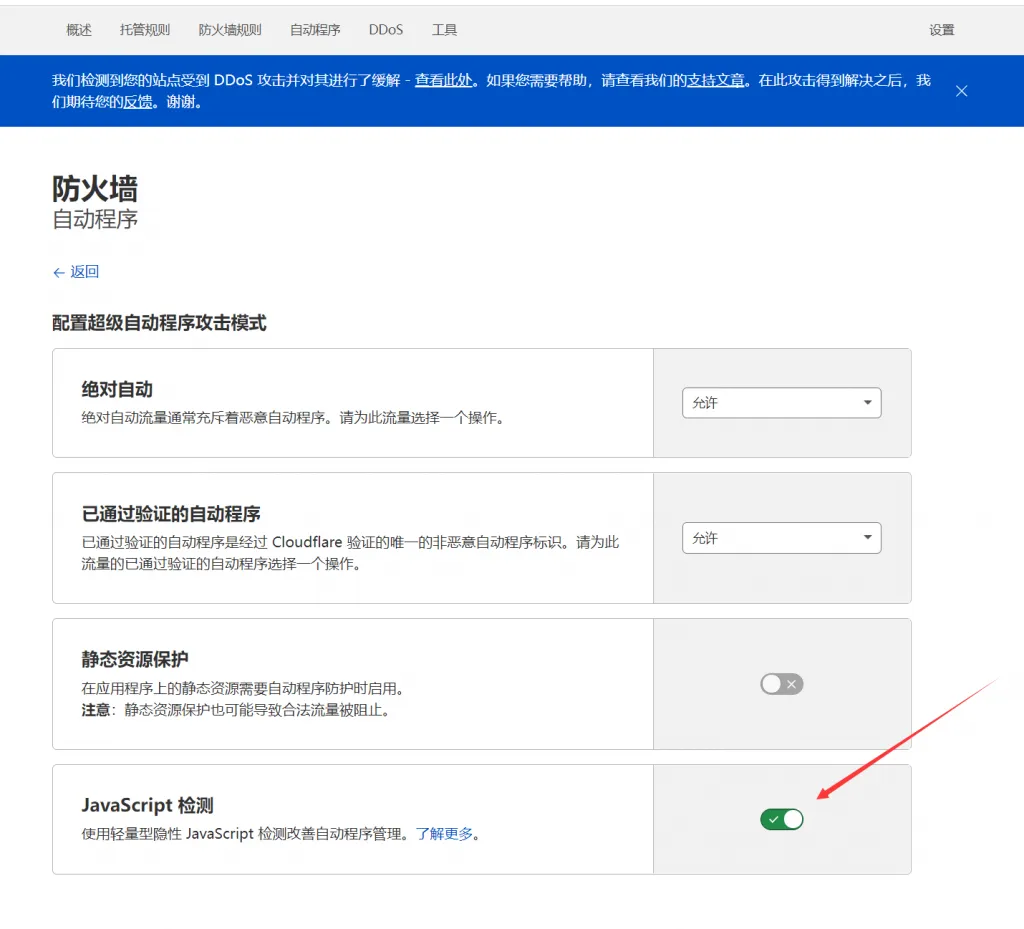 概述 托管规则 防火墙规则 自动程序 DDoS 工具 设置
我们检测到您的站点受到 DDoS 攻击并对其进行了缓解 - 查看此处。如果您需要帮助，请查看我们的支持文章。在此攻击得到解决之后，我
们期待您的反馈。谢谢。
防火墙
自动程序
← 返回
配置超级自动程序攻击模式
绝对自动
绝对自动流量通常充斥着恶意自动程序。请为此流量选择一个操作。
允许
已通过验证的自动程序
已通过验证的自动程序是经过 Cloudflare 验证的唯一的非恶意自动程序标识。请为此
流量的已通过验证的自动程序选择一个操作。
允许
静态资源保护
在应用程序上的静态资源需要自动程序防护时启用。
注意：静态资源保护也可能导致合法流量被阻止。
JavaScript 检测
使用轻量型隐性 JavaScript 检测改善自动程序管理。了解更多。